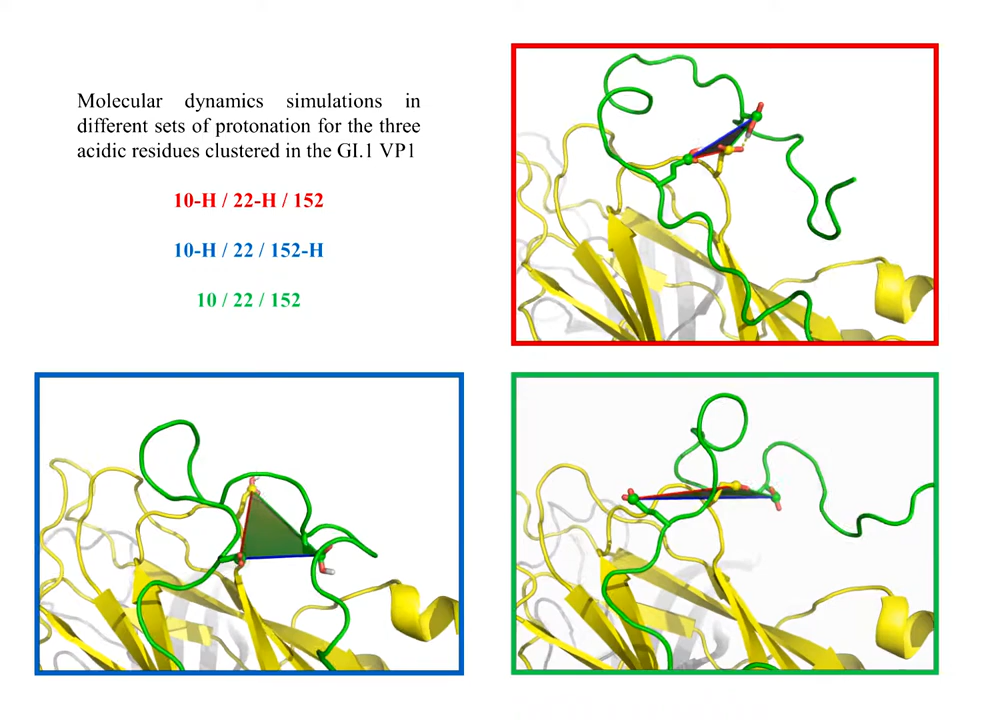 Molecular dynamics simulations in
different sets of protonation for the three
acidic residues clustered in the GI.1 VP1
10-H / 22-H / 152
10-H / 22 / 152-H
10 / 22 / 152